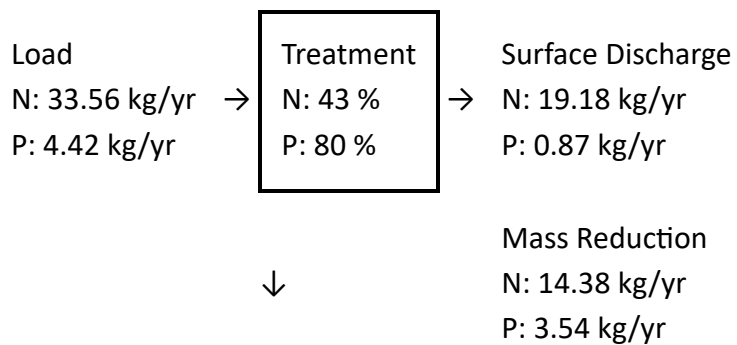 Load
N: 33.56 kg/yr →
P: 4.42 kg/yr
Treatment
N: 43 %
P: 80 %
→
Surface Discharge
N: 19.18 kg/yr
P: 0.87 kg/yr
↓
Mass Reduction
N: 14.38 kg/yr
P: 3.54 kg/yr